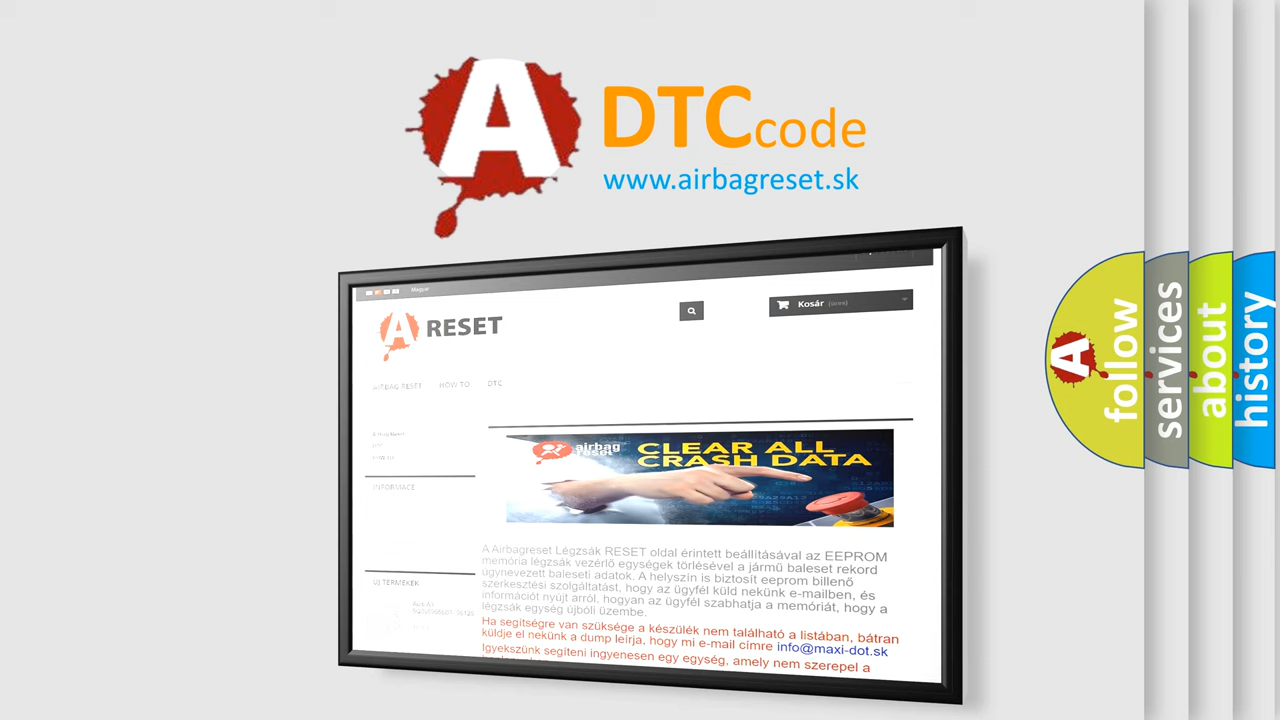 A DTCcode
www.airbagreset.sk
Magyar
A RESET
Kosár (üres)
AIRBAG RESET HOW TO DTC
INFORMACE
airbag
reset
CLEAR ALL
CRASH DATA
A Airbagreset Légzsák RESET oldal érintett beállításával az EEPROM
memória légzsák vezérlő egységek törlésével a jármű baleset rekord
úgynevezett baleseti adatok. A helyszín is biztosít eeprom billenő
szerkesztési szolgáltatást, hogy az ügyfél küld nekünk e-mailben, és
információt nyújt arról, hogyan az ügyfél szabhatja a memóriát, hogy a
légzsák egység újbóli üzembe.
Ha segítségre van szüksége a készülék nem található a listában, bátran
küldje el nekünk a dump leírja, hogy mi e-mail címre info@maxi-dot.sk
Igyekszünk segíteni ingyenesen egy egység, amely nem szerepel a
ÚJ TERMÉKEK
A follow
services
about
history